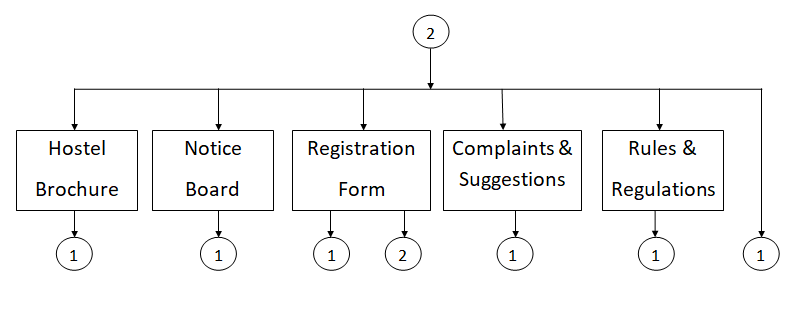 2
Hostel
Brochure
Notice
Board
Registration
Form
Complaints &
Suggestions
Rules &
Regulations
1
1
1
2
1
1
1